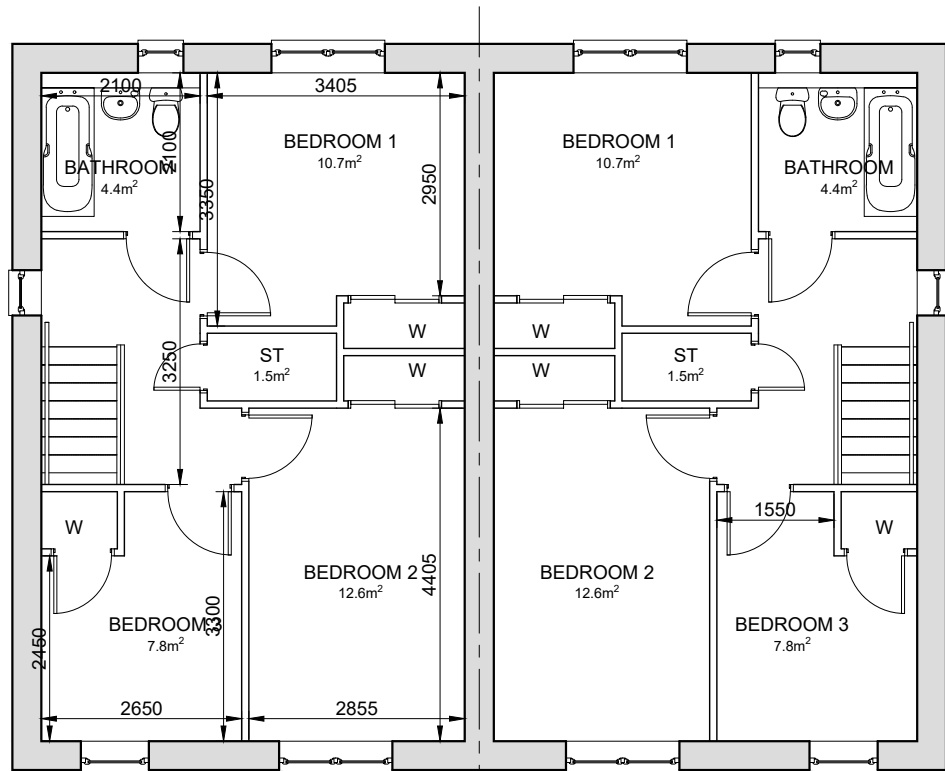 2100
3405
BEDROOM 1
10.7m²
BEDROOM 1
10.7m²
BATHROOM
4.4m²
2100
3350
2950
BATHROOM
4.4m²
W
W
ST
1.5m²
W
W
ST
1.5m²
3250
W
1550
W
BEDROOM 2
12.6m²
4405
BEDROOM 2
12.6m²
BEDROOM 3
7.8m²
3300
2450
BEDROOM 3
7.8m²
2650
2855